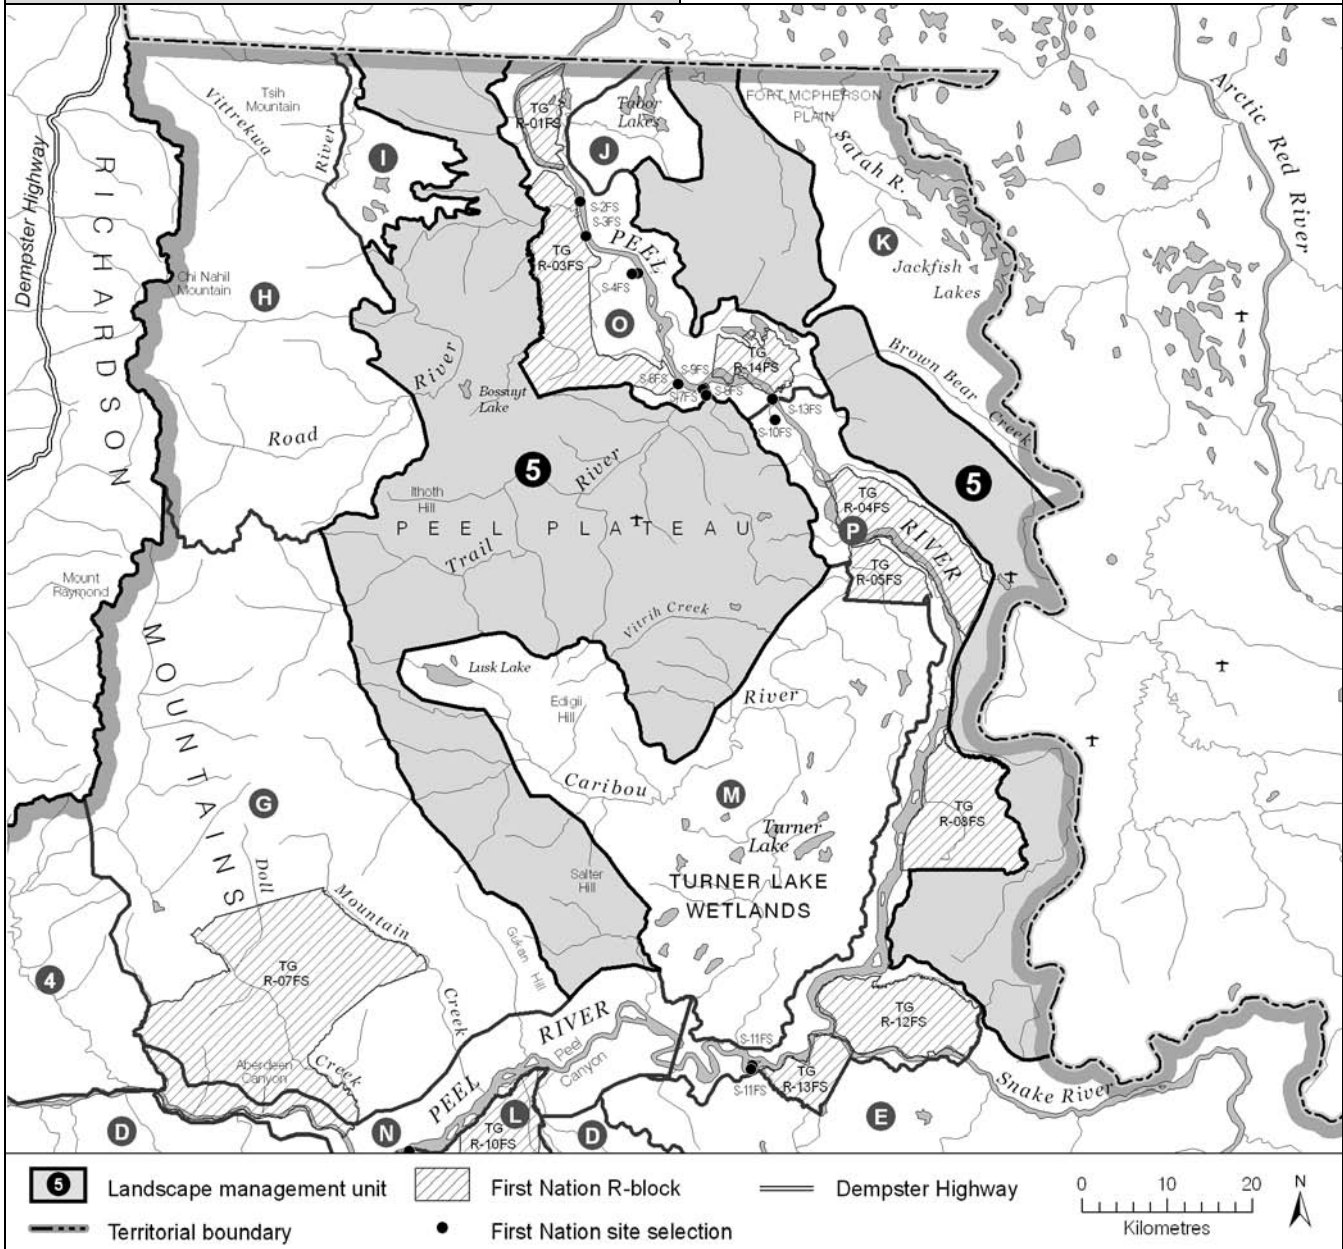 Tsih
Mountain
Vittrekwa
River
I
TG
R-01FS
Tabor
Lakes
J
FORT MCPHERSON
PLAIN
Satah R.
Arctic Red River
Dempster Highway
RICHARDSON
MOUNTAINS
S-2FS
S-3FS
PEEL
RIVER
TG
R-03FS
S-4FS
O
K
Jackfish
Lakes
Chi Nahil
Mountain
H
River
Bossuyt
Lake
Road
S-6FS
S-9FS
S-7FS
S-8FS
TG
R-14FS
S-13FS
S-10FS
Brown Bear
Creek
5
River
5
Ithoth
Hill
PEEL PLATEAU
Trail
TG
R-04FS
P
TG
R-05FS
Mount
Raymond
Vitrih Creek
Lusk Lake
Edigii
Hill
River
Caribou
M
G
Turner
Lake
TG
R-08FS
Salter
Hill
TURNER LAKE
WETLANDS
Doll
Mountain
Gukan Hill
4
TG
R-07FS
Creek
RIVER
TG
R-12FS
S-11FS
Peel
Canyon
Aberdeen
Canyon
Creek
PEEL
S-11FS
TG
R-13FS
Snake River
D
N
L
TG
R-10FS
D
E
5 Landscape management unit
First Nation R-block
Dempster Highway
0 10 20
Kilometres
N
Territorial boundary
First Nation site selection